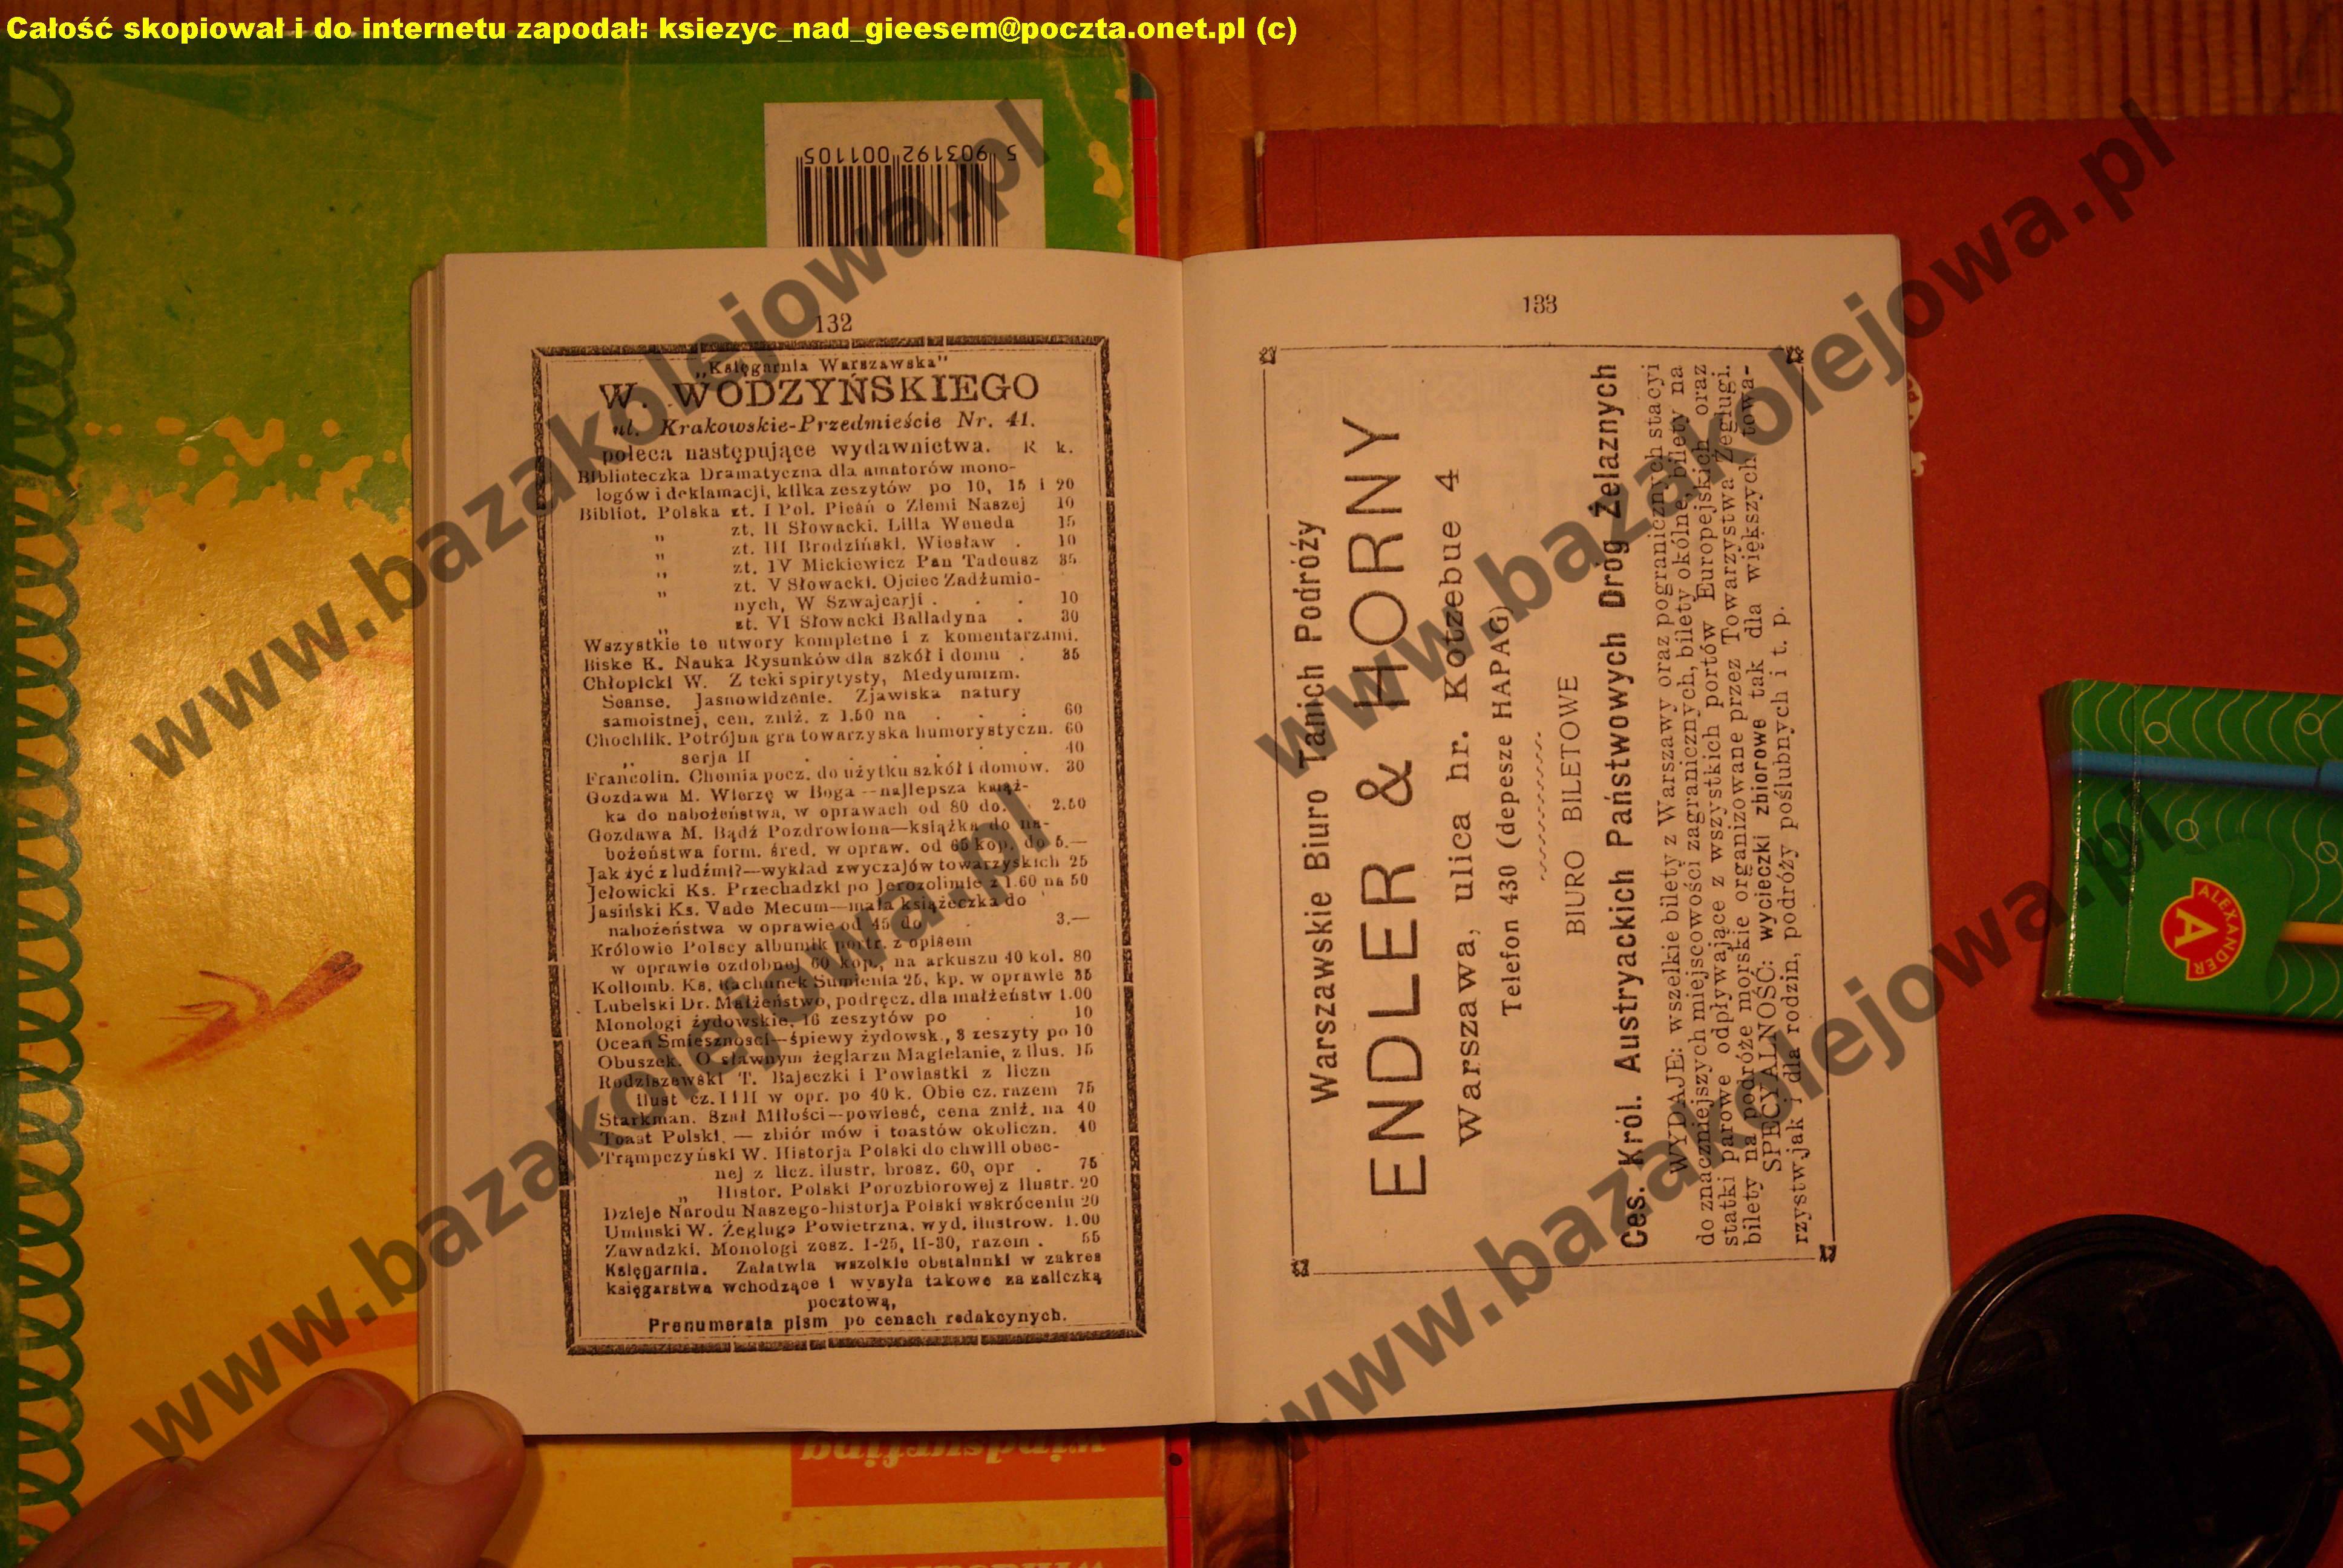 Całość skopiował i do internetu zapodał: ksiezyc_nad_gieesem@poczta.onet.pl (c)
5 903192 001105
132
„Księgarnia Warszawska"
W. WODZYŃSKIEGO
ul. Krakowskie-Przedmieście Nr. 41.
poleca następujące wydawnictwa. R k.
Biblioteczka Dramatyczna dla amatorów mono-
logów i deklamacji, kilka zeszytów po 10, 15 i 20
Bibliot. Polska zt. I Pol. Pieśń o Ziemi Naszej 10
„ zt. II Słowacki. Lilla Weneda 15
„ zt. III Brodziński. Wiesław . 10
„ zt. IV Mickiewicz Pan Tadeusz 35
„ zt. V Słowacki. Ojciec Zadżumio-
nych, W Szwajcarji . . . 10
„ zt. VI Słowacki Balladyna . 30
Wszystkie te utwory kompletne i z komentarzami.
Biske K. Nauka Rysunków dla szkół i domu . 35
Chłopicki W. Z teki spirytysty, Medyumizm.
Seanse. Jasnowidzenie. Zjawiska natury
samoistnej, cen. zniż. z 1.50 na . . . 60
Chochlik. Potrójna gra towarzyska humorystyczn. 60
„ serja II . . . . . 40
Francolin. Chemia pocz. do użytku szkół i domów. 30
Gozdawa M. Wierzę w Boga—najlepsza książ-
ka do nabożeństwa, w oprawach od 80 do. . 2.50
Gozdawa M. Bądź Pozdrowiona—książka do na-
bożeństwa form. śred. w opraw. od 65 kop. do 5.—
Jak żyć z ludźmi?—wykład zwyczajów towarzyskich 25
Jełowicki Ks. Przechadzki po Jerozolimie z 1.60 na 50
Jasiński Ks. Vade Mecum—mała książeczka do
nabożeństwa w oprawie od 45 do . 3.—
Królowie Polscy albumik portr. z opisem
w oprawie ozdobnej 60 kop., na arkuszu 40 kol. 80
Kollomb. Ks. Rachunek Sumienia 25, kp. w oprawie 35
Lubelski Dr. Małżeństwo, podręcz. dla małżeństw 1.00
Monologi żydowskie, 16 zeszytów po . . 10
Ocean Śmieszności—śpiewy żydowsk., 3 zeszyty po 10
Obuszek. O sławnym żeglarzu Magielanie, z ilus. 15
Rodziszewski T. Bajeczki i Powiastki z liczn
ilust cz. I i II w opr. po 40 k. Obie cz. razem 75
Starkman. Szał Miłości—powieść, cena zniż. na 40
Toast Polski. — zbiór mów i toastów okoliczn. 40
Trąmpczyński W. Historja Polski do chwili obec-
nej z licz. ilustr. brosz. 60, opr . 75
„ Histor. Polski Porozbiorowej z ilustr. 20
Dzieje Narodu Naszego-historja Polski wskróceniu 20
Umiński W. Żegluga Powietrzna. wyd. ilustrow. 1.00
Zawadzki. Monologi zesz. I-25, II-30, razem . 55
Księgarnia. Załatwia wszelkie obstalunki w zakres
księgarstwa wchodzące i wysyła takowe za zaliczką
pocztową,
Prenumerata pism po cenach redakcynych.
133
Warszawskie Biuro Tanich Podróży
ENDLER & HORNY
Warszawa, ulica hr. Kotzebue 4
Telefon 430 (depesze HAPAG)
BIURO BILETOWE
Ces. Król. Austryackich Państwowych Dróg Żelaznych
WYDAJE: wszelkie bilety z Warszawy oraz pogranicznych stacyi
do znaczniejszych miejscowości zagranicznych, bilety okólne, bilety na
statki parowe odpływające z wszystkich portów Europejskich oraz
bilety na podróże morskie organizowane przez Towarzystwa Żeglugi.
SPECYALNOŚĆ: wycieczki zbiorowe tak dla większych towa-
rzystw jak i dla rodzin, podróży poślubnych i t. p.
ALEXANDER
A
windsurfing
www.bazakolejowa.pl
www.bazakolejowa.pl
www.bazakolejowa.pl
www.bazakolejowa.pl